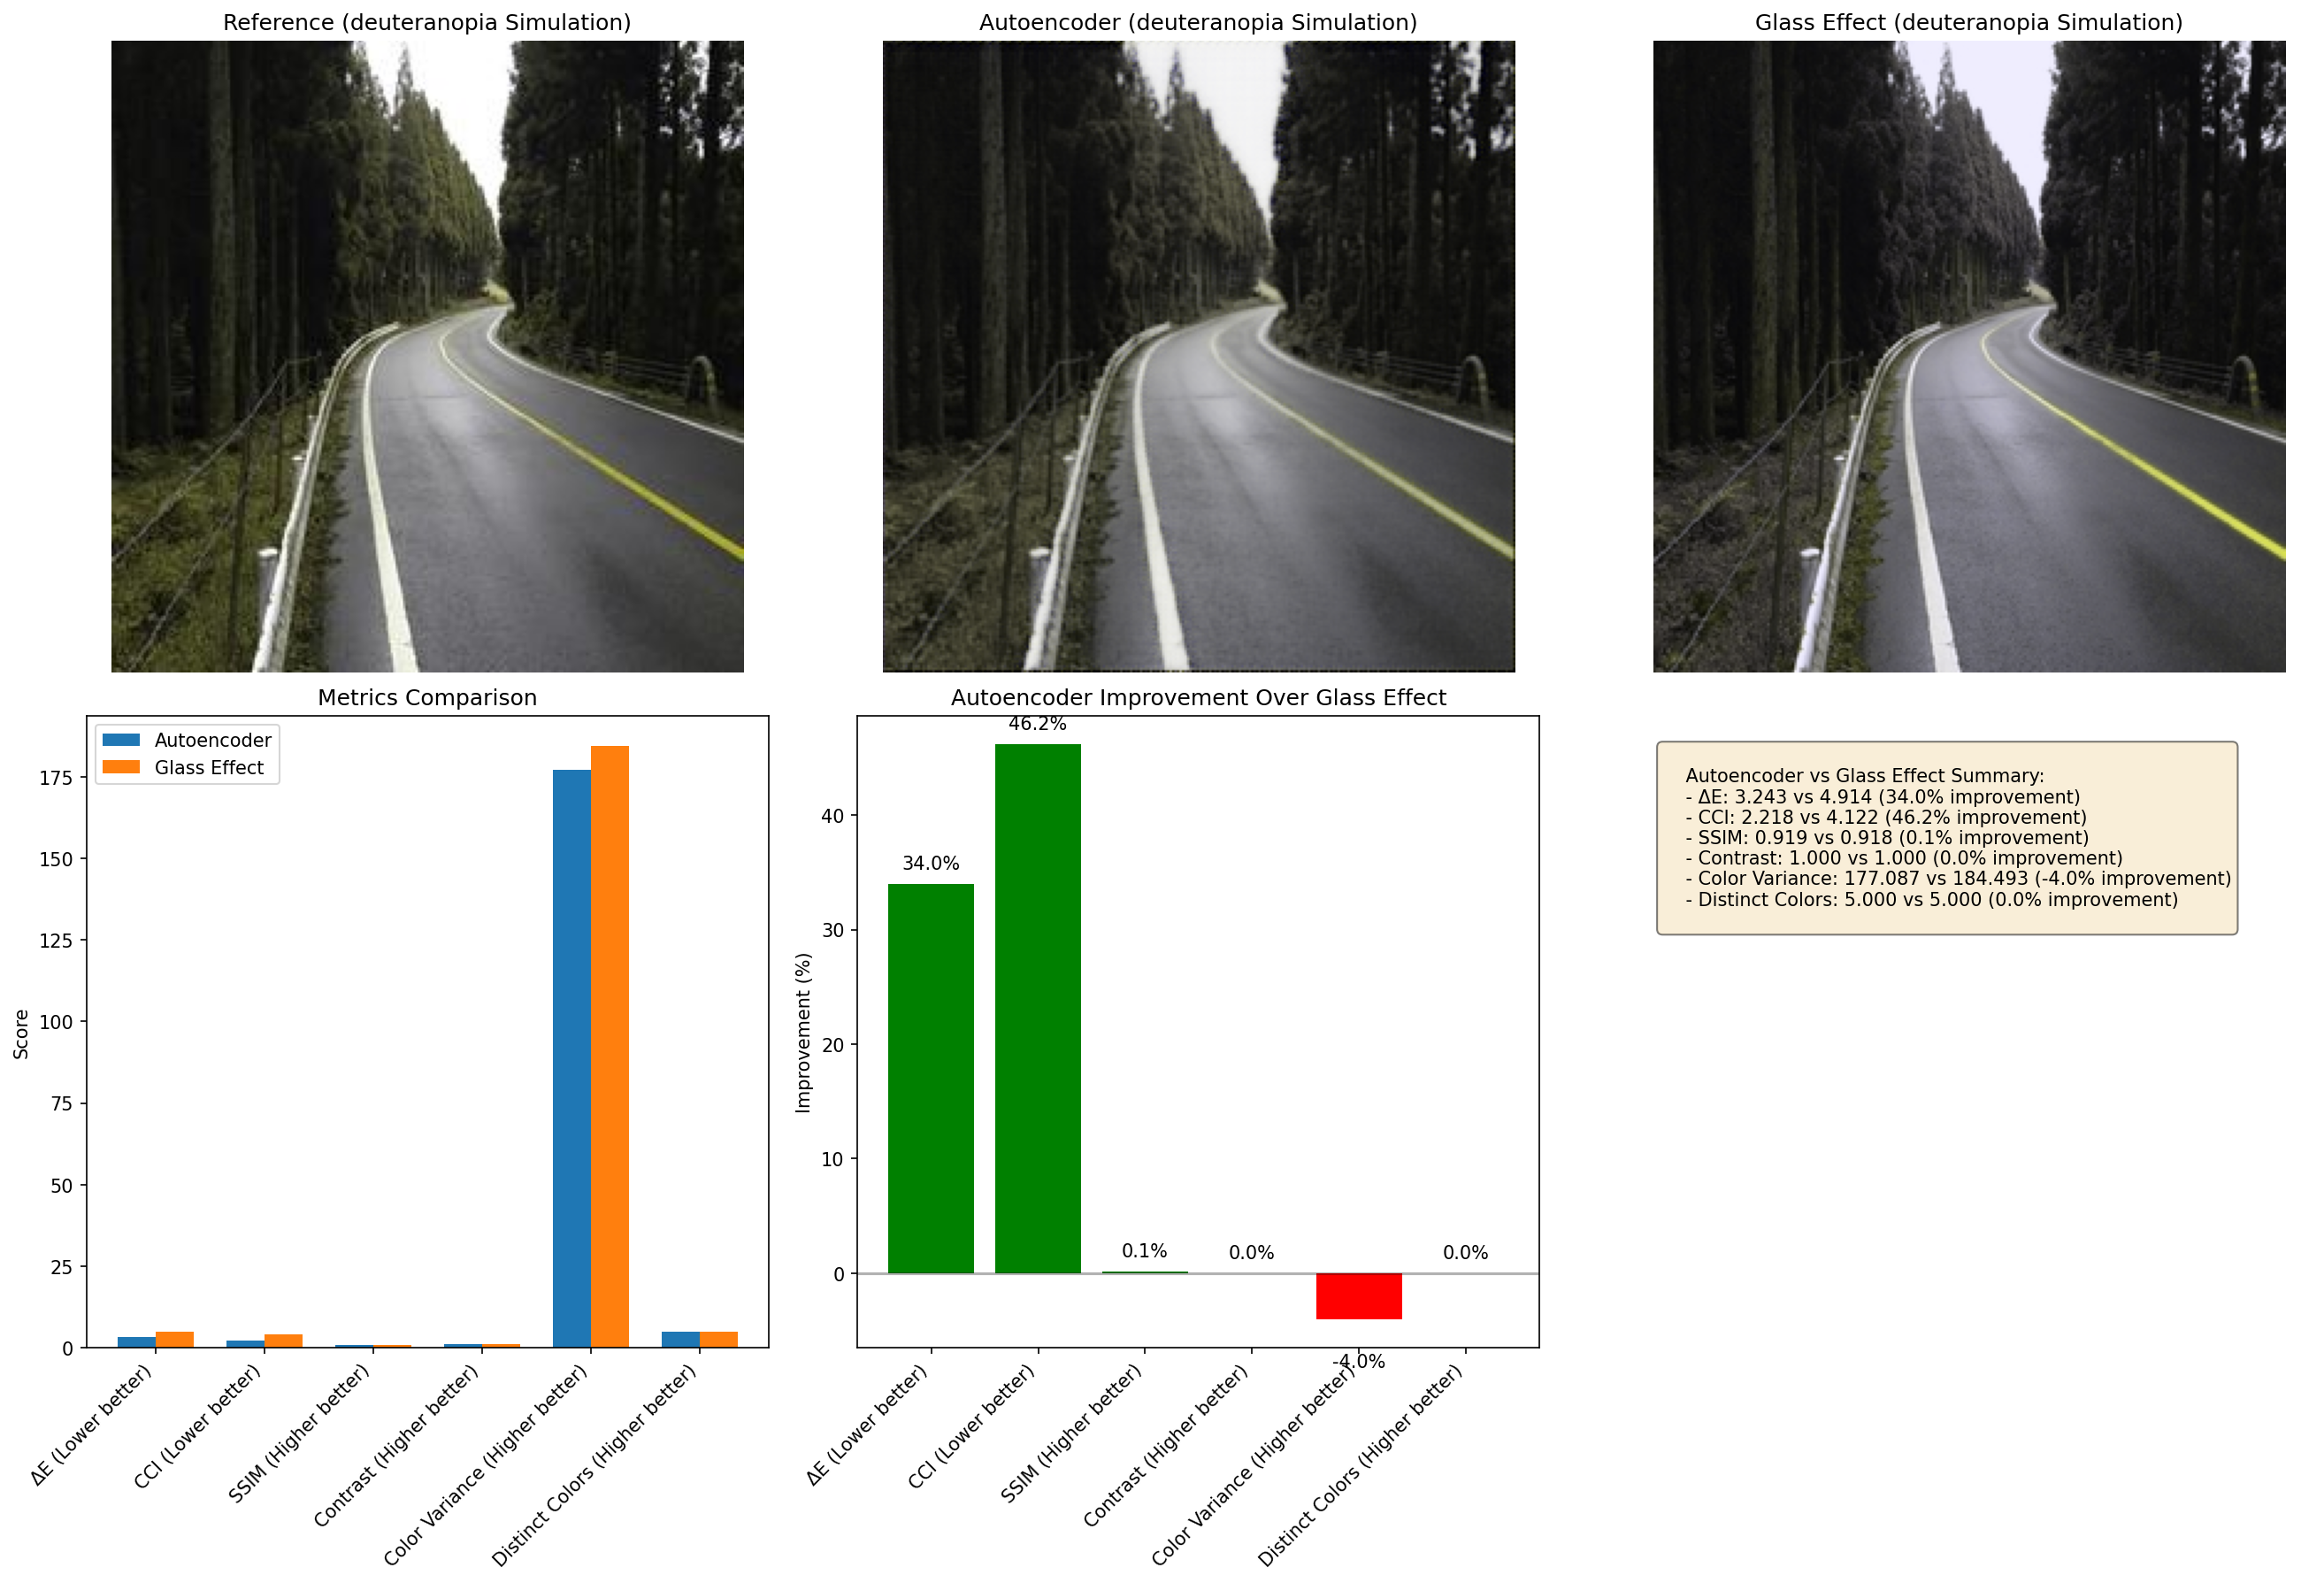 Reference (deuteranopia Simulation)
Autoencoder (deuteranopia Simulation)
Glass Effect (deuteranopia Simulation)
Metrics Comparison
Autoencoder
Glass Effect
Score
175
150
125
100
75
50
25
0
ΔE (Lower better)
CCI (Lower better)
SSIM (Higher better)
Contrast (Higher better)
Color Variance (Higher better)
Distinct Colors (Higher better)
Autoencoder Improvement Over Glass Effect
Improvement (%)
40
30
20
10
0
34.0%
46.2%
0.1%
0.0%
-4.0%
0.0%
ΔE (Lower better)
CCI (Lower better)
SSIM (Higher better)
Contrast (Higher better)
Color Variance (Higher better)
Distinct Colors (Higher better)
Autoencoder vs Glass Effect Summary:
- ΔE: 3.243 vs 4.914 (34.0% improvement)
- CCI: 2.218 vs 4.122 (46.2% improvement)
- SSIM: 0.919 vs 0.918 (0.1% improvement)
- Contrast: 1.000 vs 1.000 (0.0% improvement)
- Color Variance: 177.087 vs 184.493 (-4.0% improvement)
- Distinct Colors: 5.000 vs 5.000 (0.0% improvement)